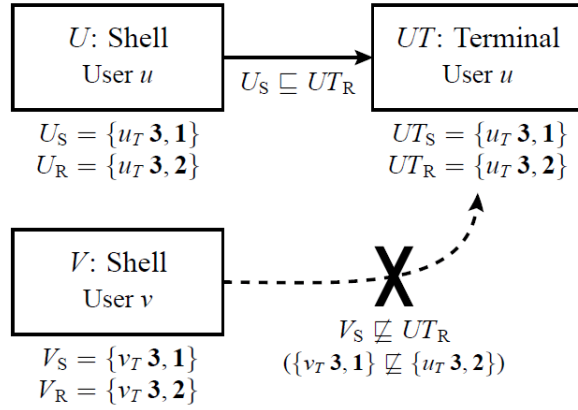 U: Shell
User u
U_S ⊑ UT_R
UT: Terminal
User u
U_S = {u_T 3, 1}
U_R = {u_T 3, 2}
UT_S = {u_T 3, 1}
UT_R = {u_T 3, 2}
V: Shell
User v
X
V_S ⋢ UT_R
({v_T 3, 1} ⋢ {u_T 3, 2})
V_S = {v_T 3, 1}
V_R = {v_T 3, 2}